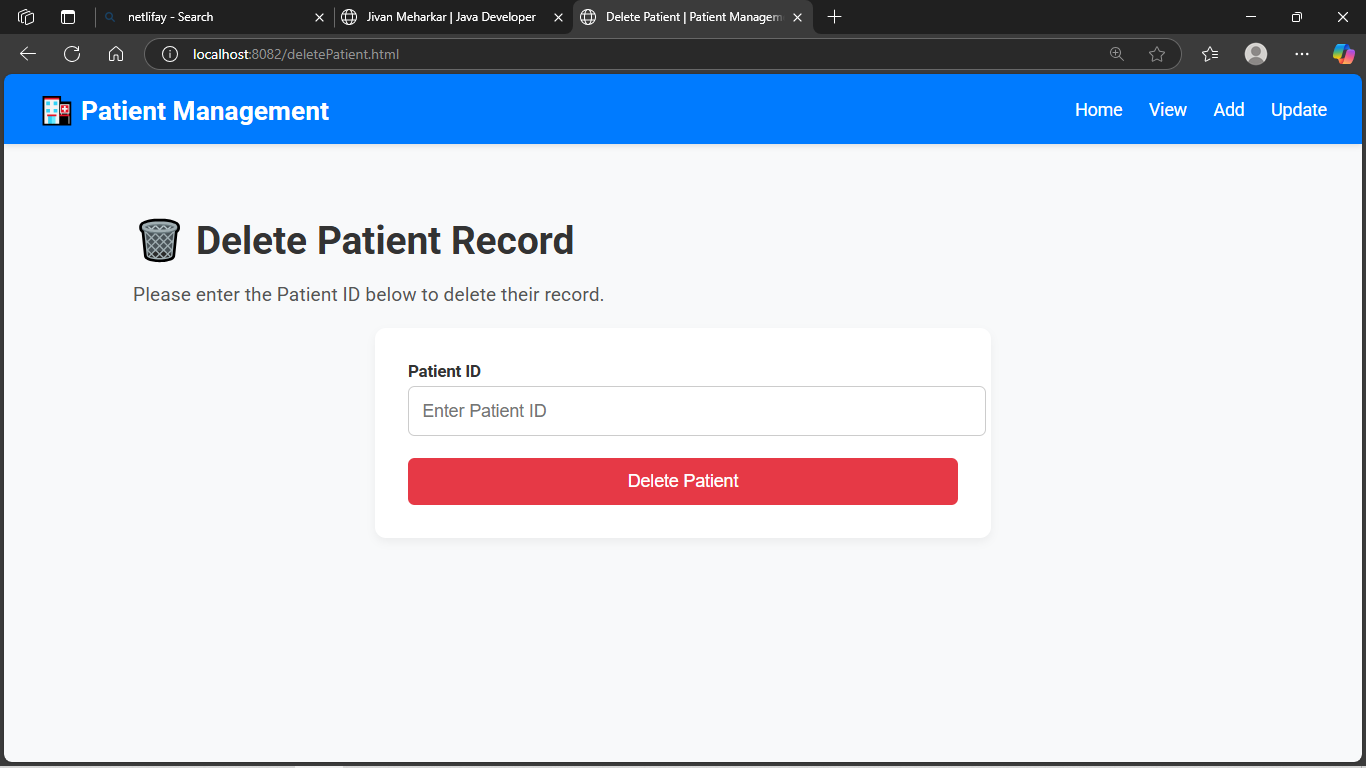 netlifay - Search
Jivan Meharkar | Java Developer
Delete Patient | Patient Managem
localhost:8082/deletePatient.html
Patient Management
Home View Add Update
Delete Patient Record
Please enter the Patient ID below to delete their record.
Patient ID
Enter Patient ID
Delete Patient